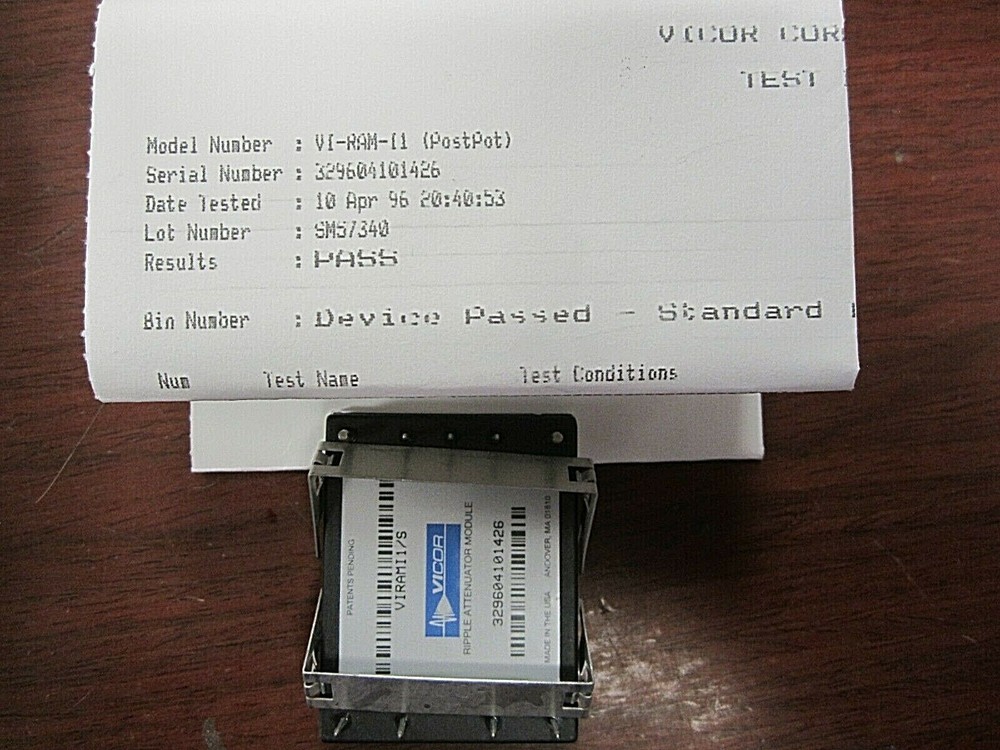 VICOR COR
TEST
Model Number : VI-RAM-I1 (PostPot)
Serial Number : 329604101426
Date Tested : 10 Apr 96 20:40:53
Lot Number : SMS7340
Results : PASS
Bin Number : Device Passed - Standard
Num Test Name Test Conditions
PATENTS PENDING
VIRAMI1/S
VICOR
RIPPLE ATTENUATOR MODULE
329604101426
MADE IN THE USA ANDOVER, MA 01810